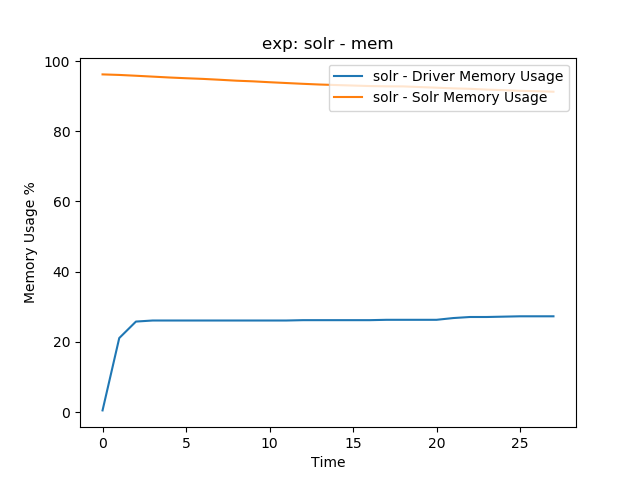 exp: solr - mem
solr - Driver Memory Usage
solr - Solr Memory Usage
Memory Usage %
100
80
60
40
20
0
0 5 10 15 20 25
Time